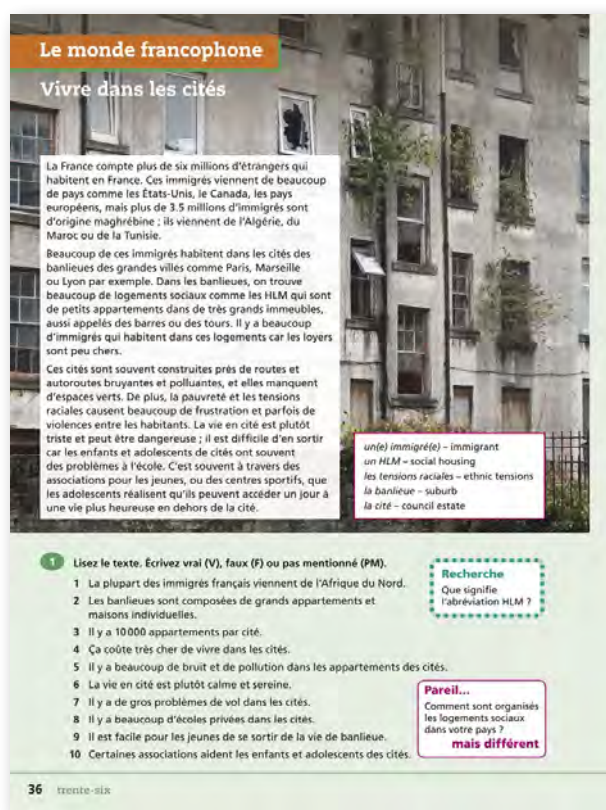 Le monde francophone
Vivre dans les cités
La France compte plus de six millions d'étrangers qui
habitent en France. Ces immigrés viennent de beaucoup
de pays comme les États-Unis, le Canada, les pays
européens, mais plus de 3.5 millions d'immigrés sont
d'origine maghrébine ; ils viennent de l'Algérie, du
Maroc ou de la Tunisie.
Beaucoup de ces immigrés habitent dans les cités des
banlieues des grandes villes comme Paris, Marseille
ou Lyon par exemple. Dans les banlieues, on trouve
beaucoup de logements sociaux comme les HLM qui sont
de petits appartements dans de très grands immeubles,
aussi appelés des barres ou des tours. Il y a beaucoup
d'immigrés qui habitent dans ces logements car les loyers
sont peu chers.
Ces cités sont souvent construites près de routes et
autoroutes bruyantes et polluantes, et elles manquent
d'espaces verts. De plus, la pauvreté et les tensions
raciales causent beaucoup de frustration et parfois de
violences entre les habitants. La vie en cité est plutôt
triste et peut être dangereuse ; il est difficile d'en sortir
car les enfants et adolescents de cités ont souvent
des problèmes à l'école. C'est souvent à travers des
associations pour les jeunes, ou des centres sportifs, que
les adolescents réalisent qu'ils peuvent accéder un jour à
une vie plus heureuse en dehors de la cité.
un(e) immigré(e) – immigrant
un HLM – social housing
les tensions raciales – ethnic tensions
la banlieue – suburb
la cité – council estate
1 Lisez le texte. Écrivez vrai (V), faux (F) ou pas mentionné (PM).
1 La plupart des immigrés français viennent de l'Afrique du Nord.
2 Les banlieues sont composées de grands appartements et
maisons individuelles.
3 Il y a 10 000 appartements par cité.
4 Ça coûte très cher de vivre dans les cités.
5 Il y a beaucoup de bruit et de pollution dans les appartements des cités.
6 La vie en cité est plutôt calme et sereine.
7 Il y a de gros problèmes de vol dans les cités.
8 Il y a beaucoup d'écoles privées dans les cités.
9 Il est facile pour les jeunes de se sortir de la vie de banlieue.
10 Certaines associations aident les enfants et adolescents des cités.
Recherche
Que signifie
l'abréviation HLM ?
Pareil...
Comment sont organisés
les logements sociaux
dans votre pays ?
mais différent
36 trente-six